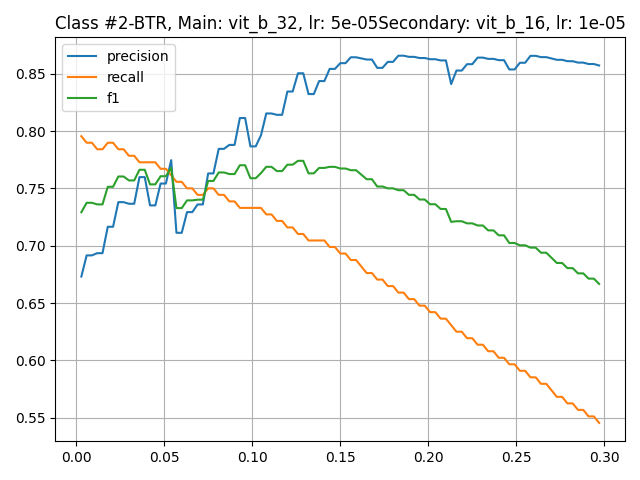 Class #2-BTR, Main: vit_b_32, lr: 5e-05Secondary: vit_b_16, lr: 1e-05
precision
recall
f1
0.85
0.80
0.75
0.70
0.65
0.60
0.55
0.00 0.05 0.10 0.15 0.20 0.25 0.30